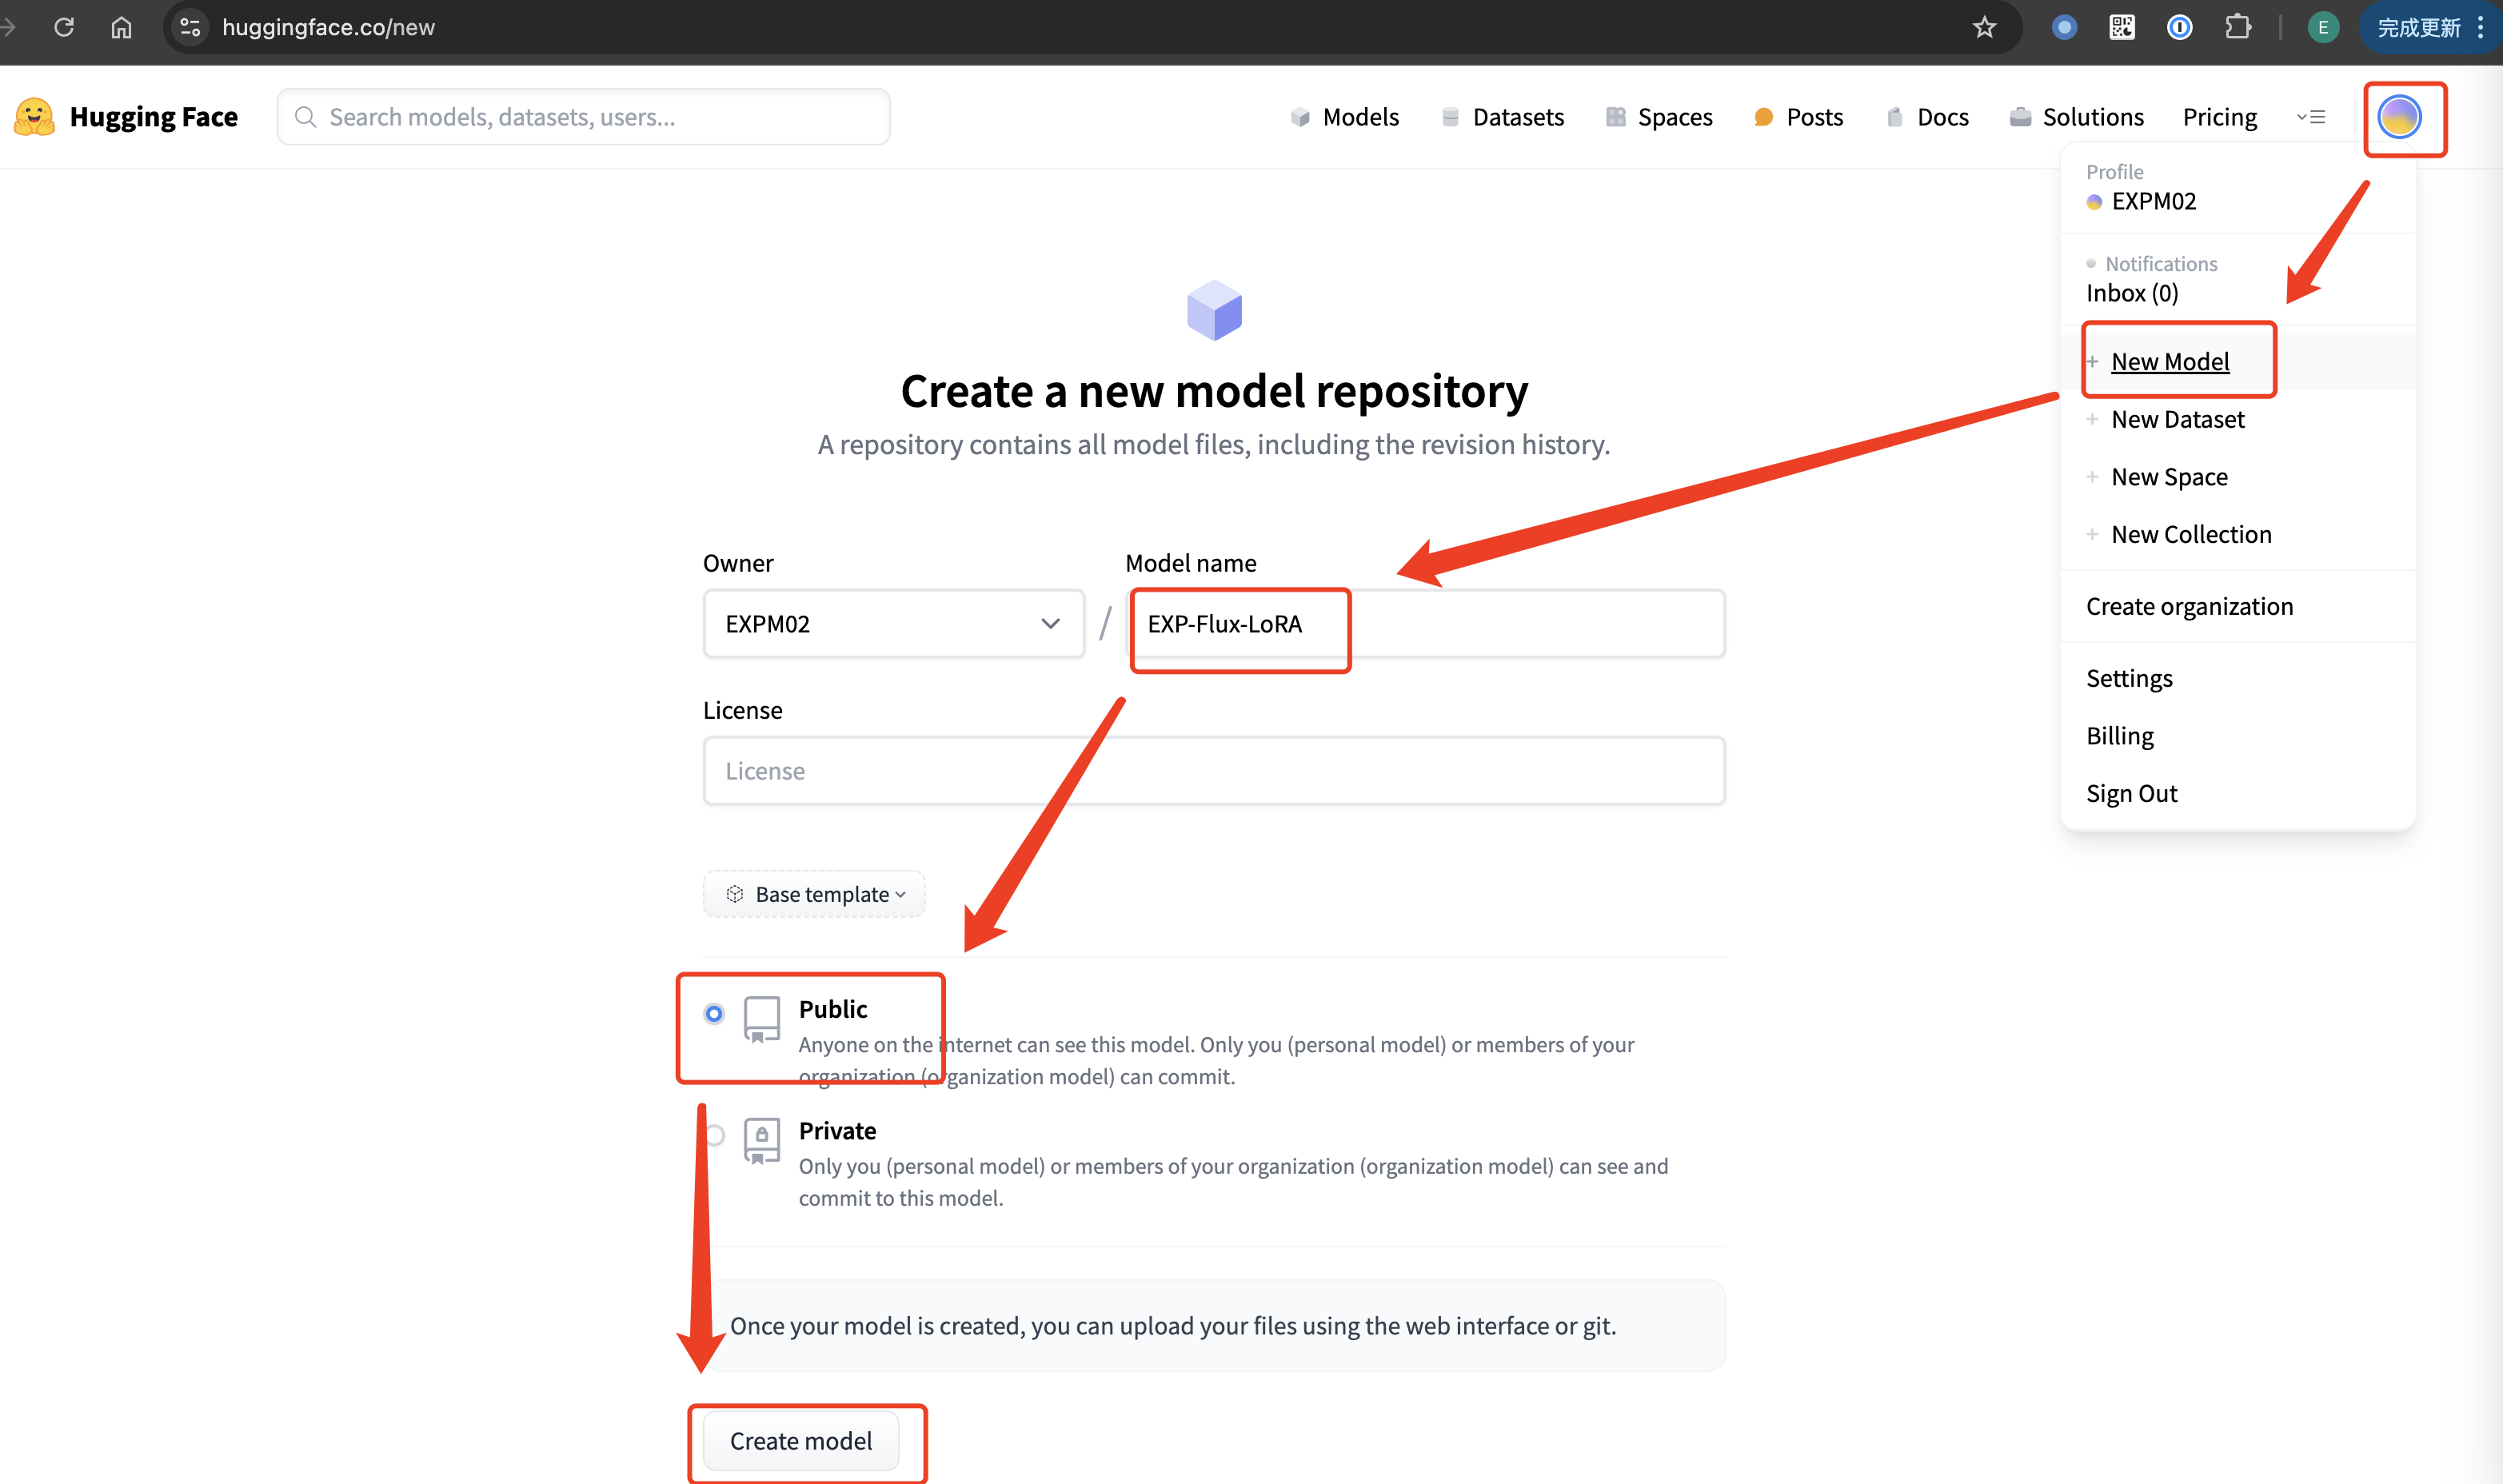 huggingface.co/new
E
完成更新
Hugging Face
Search models, datasets, users...
Models
Datasets
Spaces
Posts
Docs
Solutions
Pricing
Profile
EXPM02
Notifications
Inbox (0)
+ New Model
+ New Dataset
+ New Space
+ New Collection
Create organization
Settings
Billing
Sign Out
Create a new model repository
A repository contains all model files, including the revision history.
Owner
Model name
EXPM02
/
EXP-Flux-LoRA
License
License
Base template
Public
Anyone on the internet can see this model. Only you (personal model) or members of your
organization (organization model) can commit.
Private
Only you (personal model) or members of your organization (organization model) can see and
commit to this model.
Once your model is created, you can upload your files using the web interface or git.
Create model